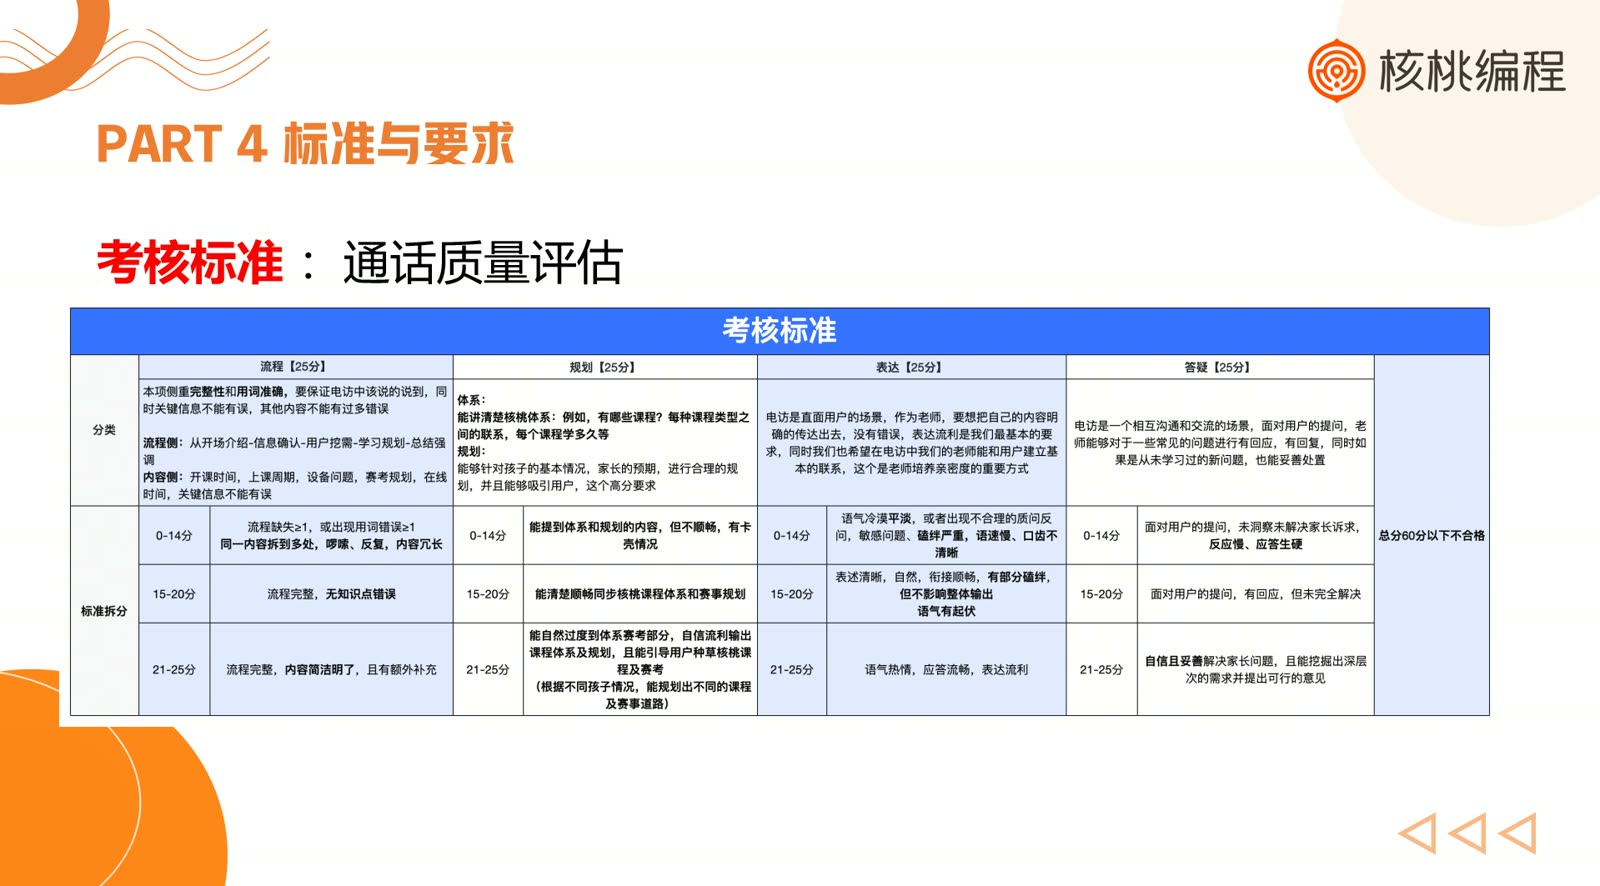 核桃编程
PART 4 标准与要求
考核标准 ： 通话质量评估
考核标准
分类
流程【25分】
本项侧重完整性和用词准确，要保证电访中该说的说到，同
时关键信息不能有误，其他内容不能有过多错误
流程侧：从开场介绍-信息确认-用户挖需-学习规划-总结强
调
内容侧：开课时间，上课周期，设备问题，赛考规划，在线
时间，关键信息不能有误
规划【25分】
体系：
能讲清楚核桃体系：例如，有哪些课程？每种课程类型之
间的联系，每个课程学多久等
规划：
能够针对孩子的基本情况，家长的预期，进行合理的规
划，并且能够吸引用户，这个高分要求
表达【25分】
电访是直面用户的场景，作为老师，要想把自己的内容明
确的传达出去，没有错误，表达流利是我们最基本的要
求，同时我们也希望在电访中我们的老师能和用户建立基
本的联系，这个是老师培养亲密度的重要方式
答疑【25分】
电访是一个相互沟通和交流的场景，面对用户的提问，老
师能够对于一些常见的问题进行有回应，有回复，同时如
果是从未学习过的新问题，也能妥善处置
总分60分以下不合格
标准拆分
0-14分
流程缺失≥1，或出现用词错误≥1
同一内容拆到多处，啰嗦、反复，内容冗长
0-14分
能提到体系和规划的内容，但不顺畅，有卡
壳情况
0-14分
语气冷漠平淡，或者出现不合理的质问反
问，敏感问题、磕绊严重，语速慢、口齿不
清晰
0-14分
面对用户的提问，未洞察未解决家长诉求，
反应慢、应答生硬
15-20分
流程完整，无知识点错误
15-20分
能清楚顺畅同步核桃课程体系和赛事规划
15-20分
表述清晰，自然，衔接顺畅，有部分磕绊，
但不影响整体输出
语气有起伏
15-20分
面对用户的提问，有回应，但未完全解决
21-25分
流程完整，内容简洁明了，且有额外补充
21-25分
能自然过度到体系赛考部分，自信流利输出
课程体系及规划，且能引导用户种草核桃课
程及赛考
（根据不同孩子情况，能规划出不同的课程
及赛事道路）
21-25分
语气热情，应答流畅，表达流利
21-25分
自信且妥善解决家长问题，且能挖掘出深层
次的需求并提出可行的意见